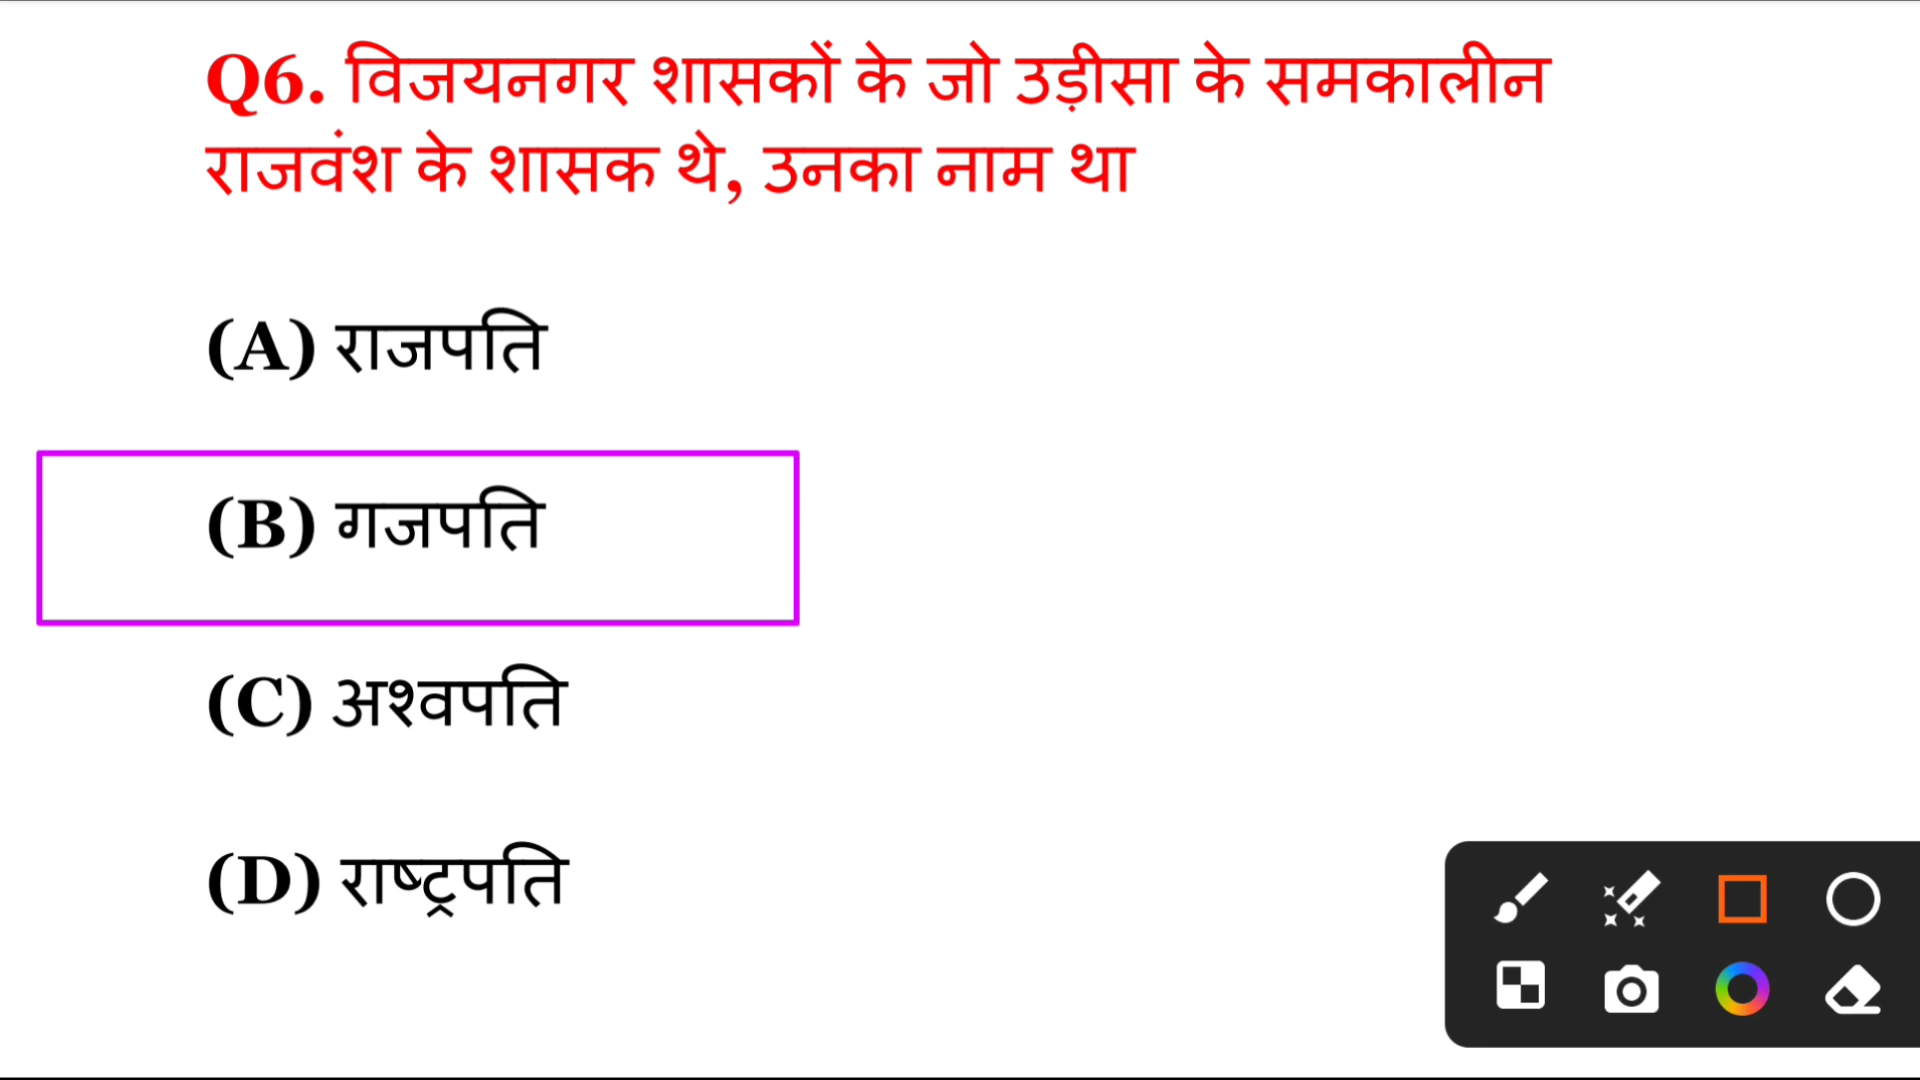 Q6. विजयनगर शासकों के जो उड़ीसा के समकालीन
राजवंश के शासक थे, उनका नाम था
(A) राजपति
(B) गजपति
(C) अश्वपति
(D) राष्ट्रपति